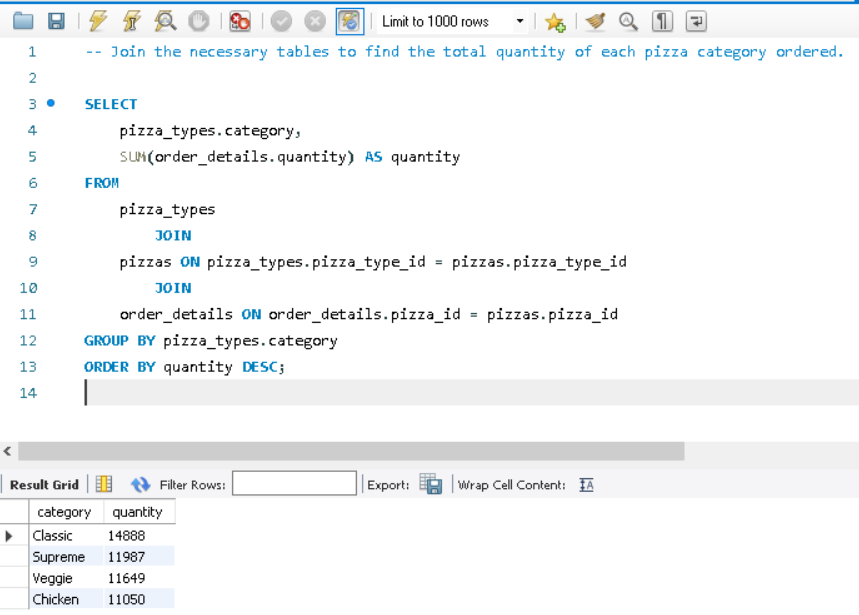 Limit to 1000 rows
1 -- Join the necessary tables to find the total quantity of each pizza category ordered.
2
3 SELECT
4 pizza_types.category,
5 SUM(order_details.quantity) AS quantity
6 FROM
7 pizza_types
8 JOIN
9 pizzas ON pizza_types.pizza_type_id = pizzas.pizza_type_id
10 JOIN
11 order_details ON order_details.pizza_id = pizzas.pizza_id
12 GROUP BY pizza_types.category
13 ORDER BY quantity DESC;
14
Result Grid Filter Rows: Export: Wrap Cell Content: IA
category quantity
Classic 14888
Supreme 11987
Veggie 11649
Chicken 11050